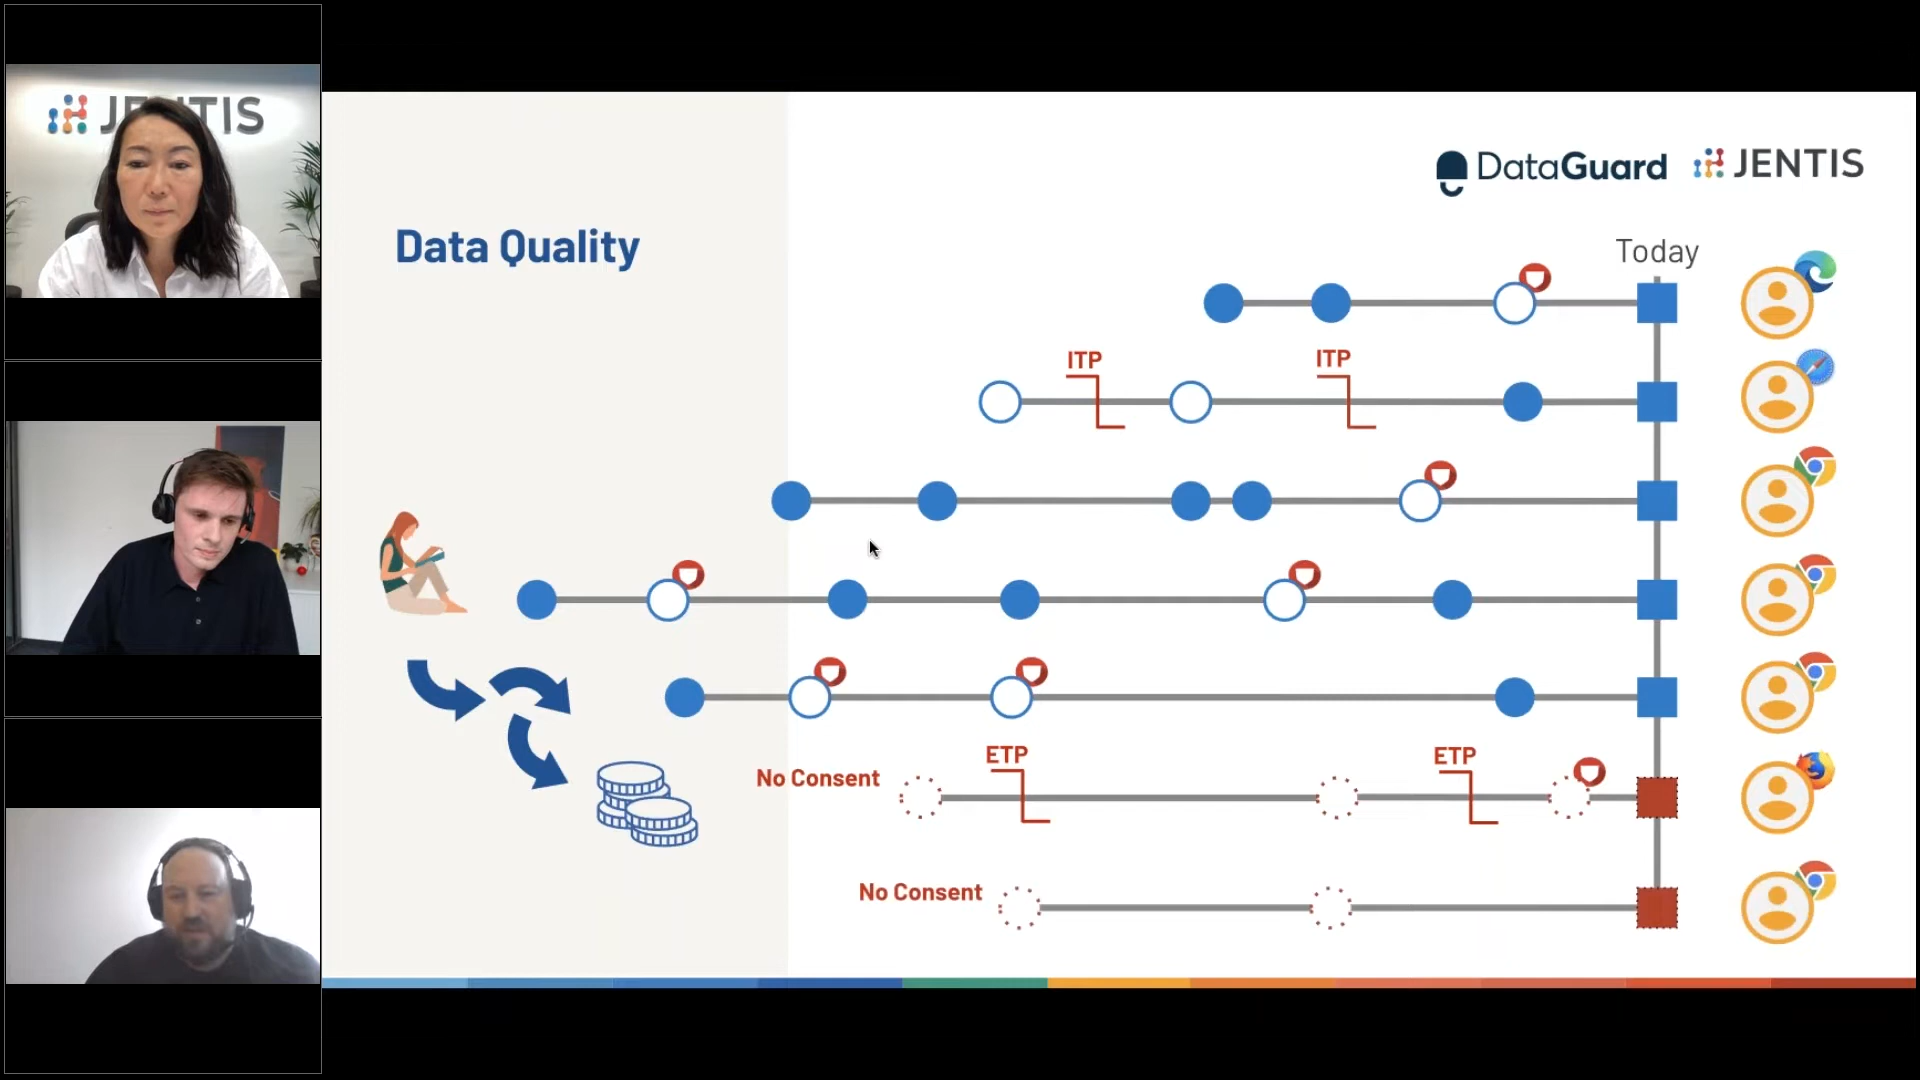 JENTIS
DataGuard JENTIS
Data Quality
Today
ITP
ITP
ETP
ETP
No Consent
No Consent